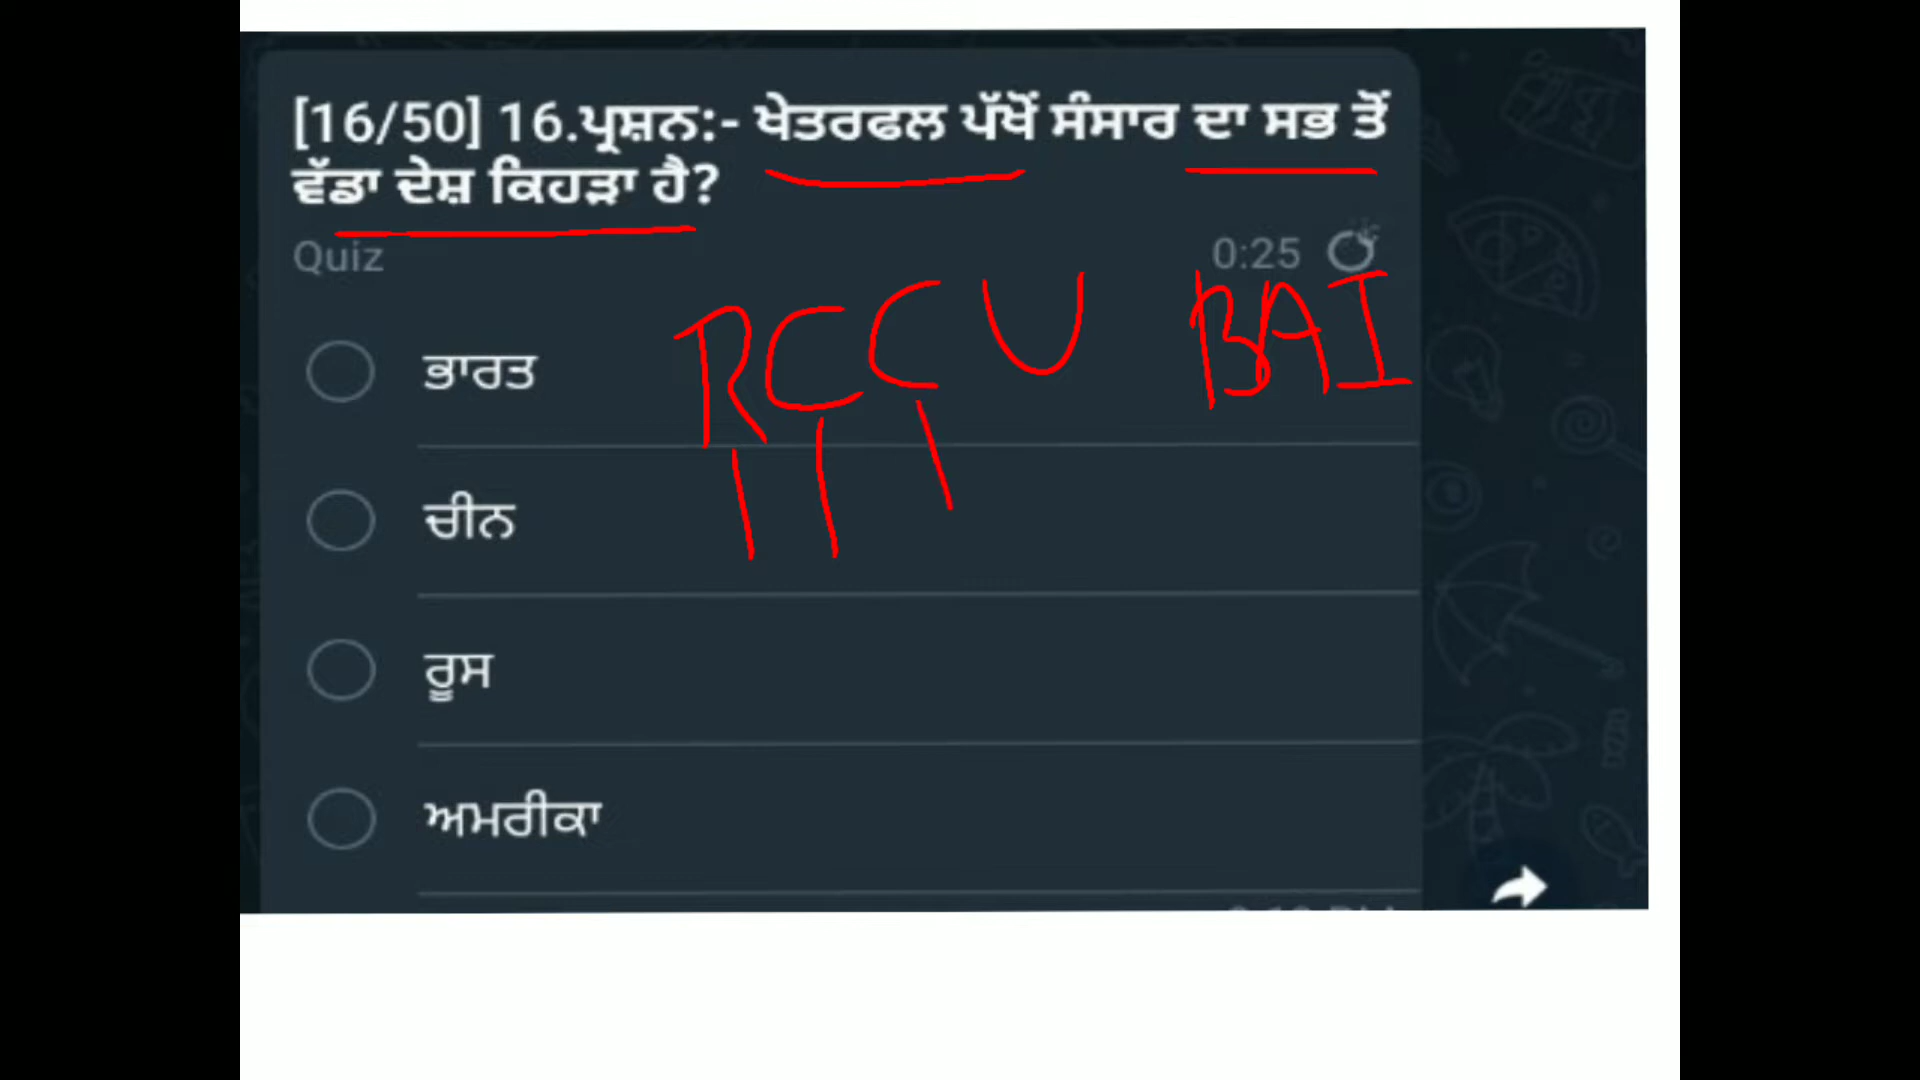 [16/50] 16.ਪ੍ਰਸ਼ਨ:- ਖੇਤਰਫਲ ਪੱਖੋਂ ਸੰਸਾਰ ਦਾ ਸਭ ਤੋਂ
ਵੱਡਾ ਦੇਸ਼ ਕਿਹੜਾ ਹੈ?
Quiz 0:25
RCCU BAI
ਭਾਰਤ
ਚੀਨ
ਰੂਸ
ਅਮਰੀਕਾ